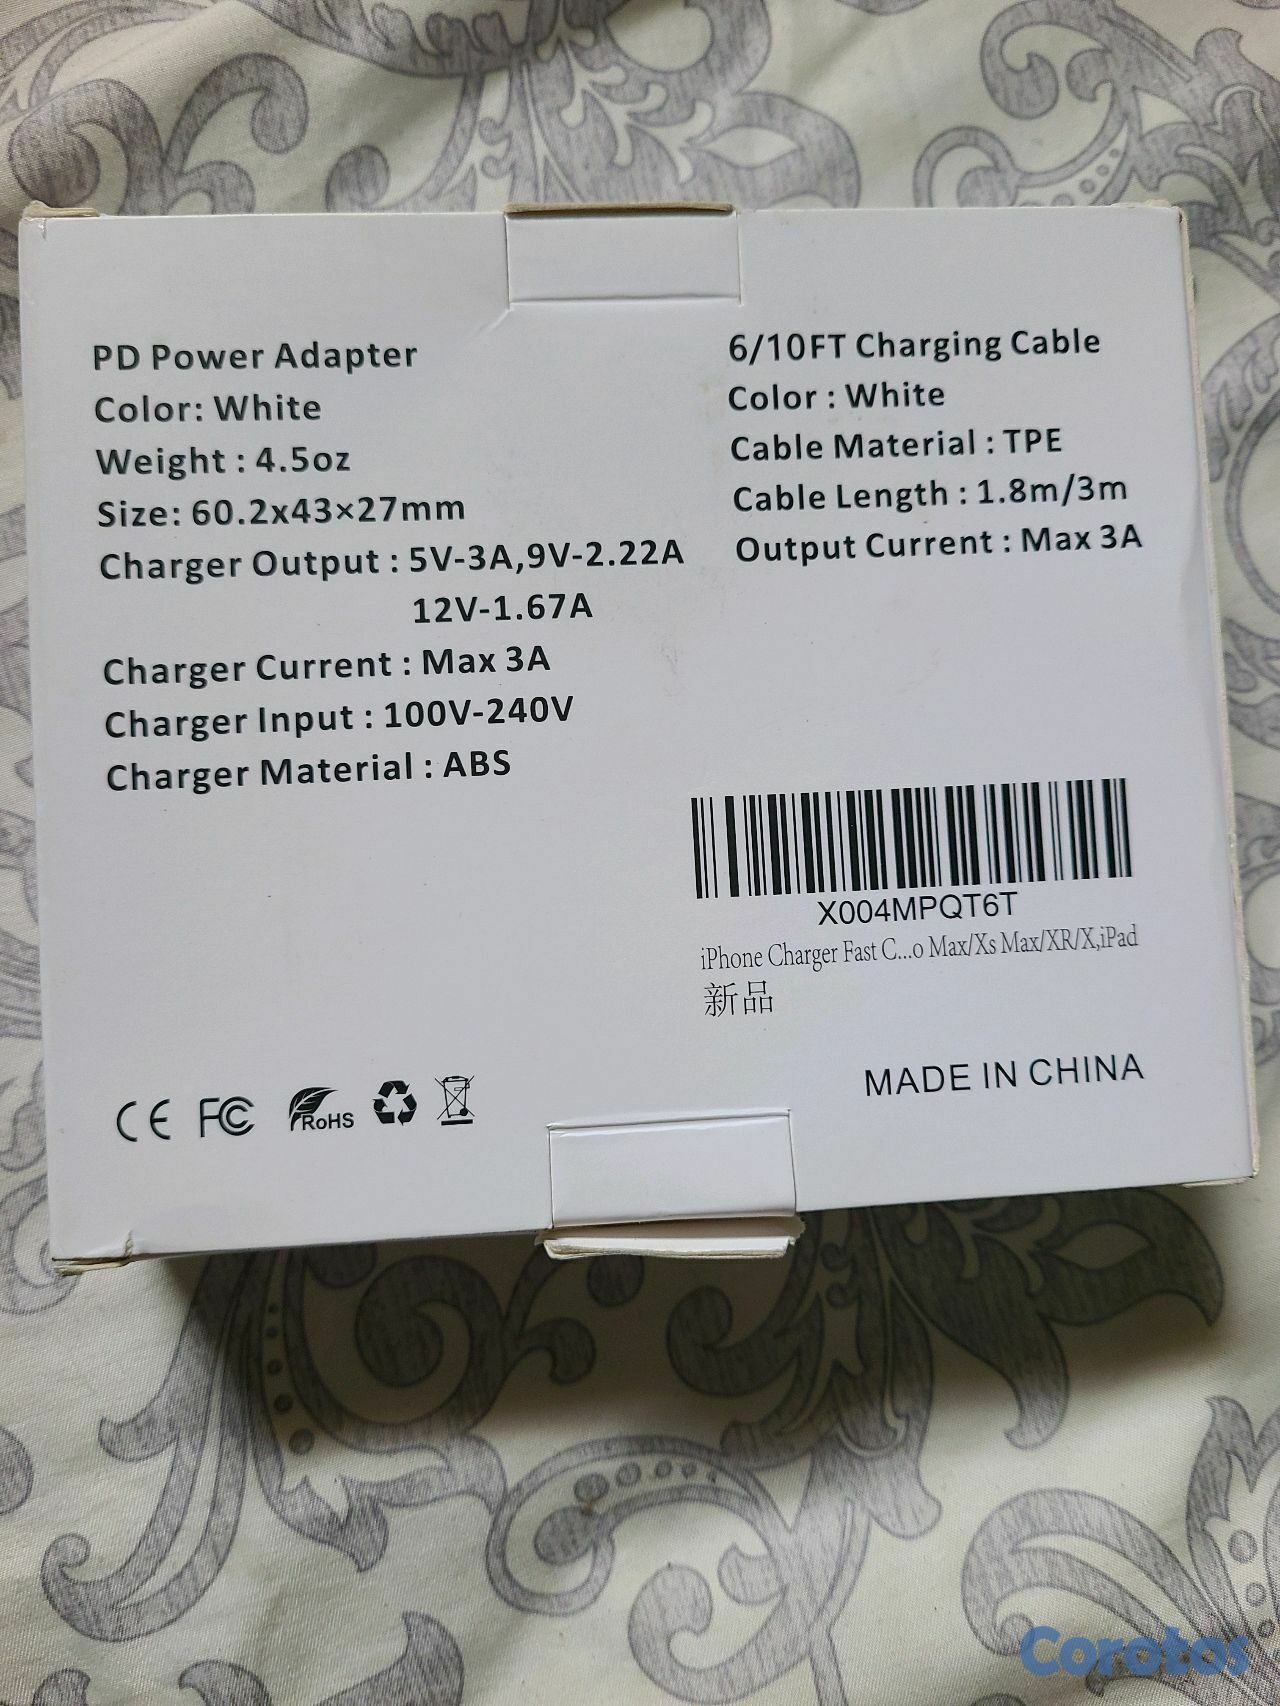 PD Power Adapter
Color: White
Weight : 4.5oz
Size: 60.2x43×27mm
Charger Output : 5V-3A,9V-2.22A
12V-1.67A
Charger Current : Max 3A
Charger Input : 100V-240V
Charger Material : ABS
6/10FT Charging Cable
Color : White
Cable Material : TPE
Cable Length : 1.8m/3m
Output Current : Max 3A
X004MPQT6T
iPhone Charger Fast C...o Max/Xs Max/XR/X,iPad
新品
CE FC RoHS
MADE IN CHINA
Corotos